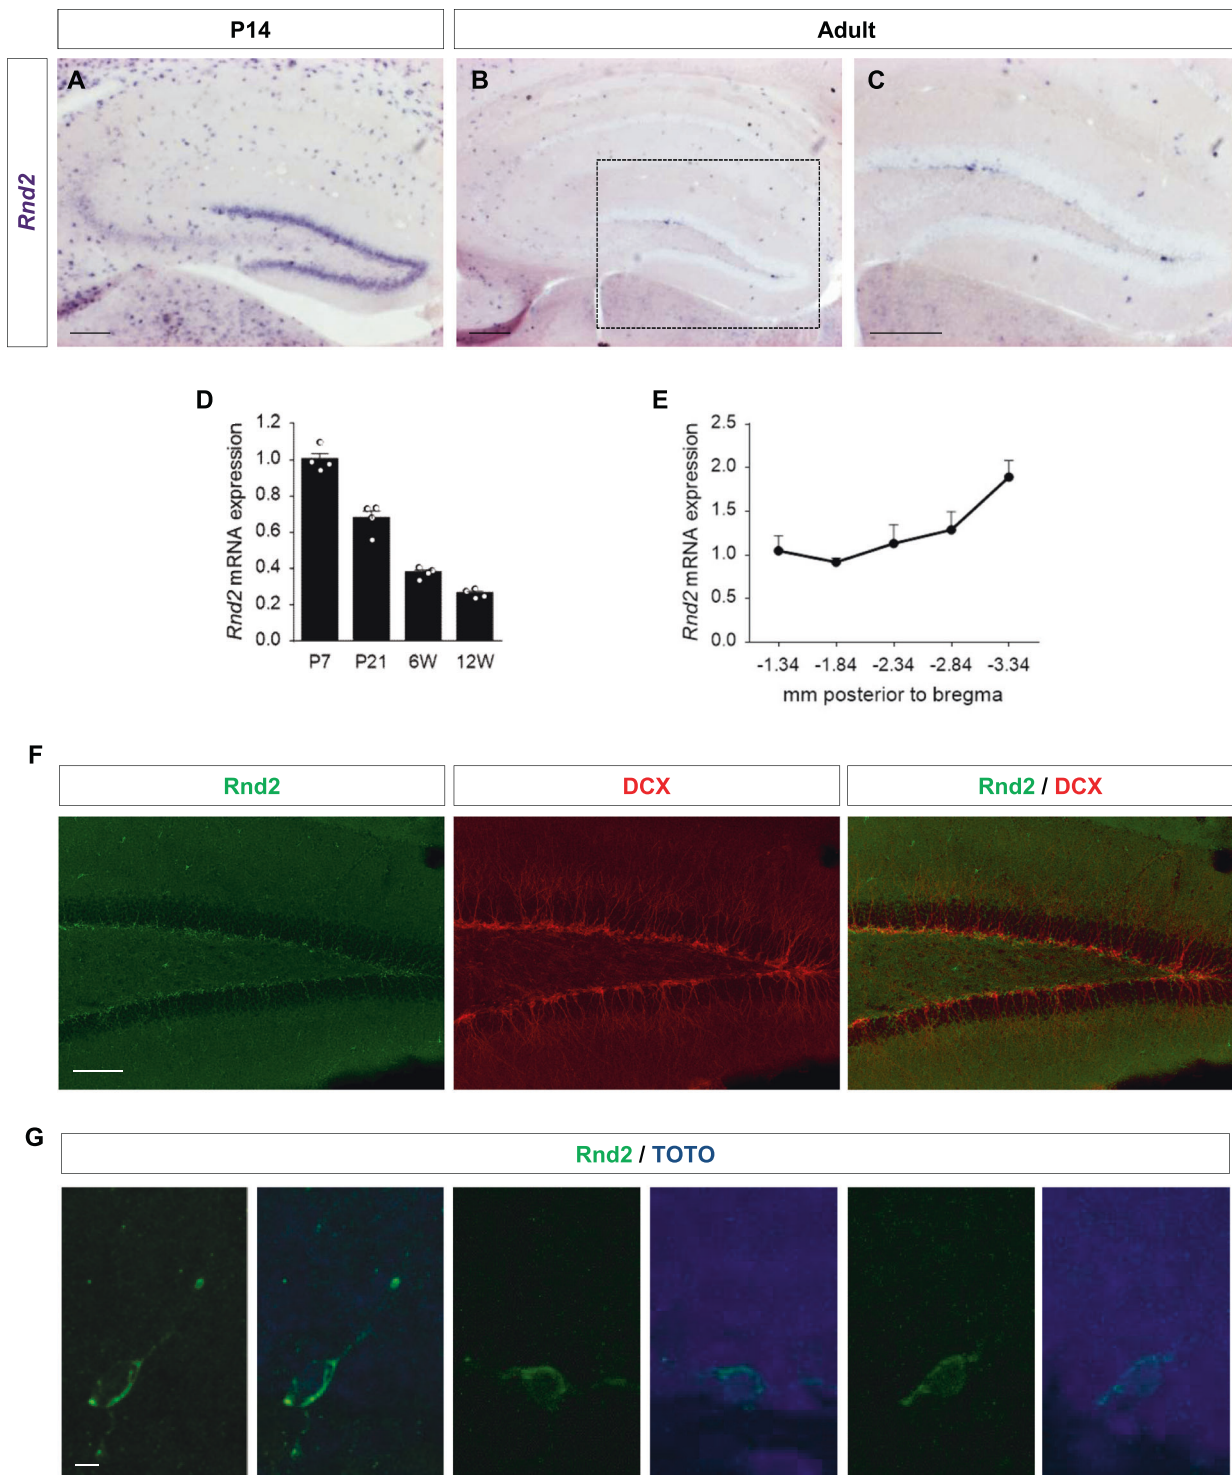 P14
Adult
Rnd2
A
B
C
D
Rnd2 mRNA expression
1.2
1.0
0.8
0.6
0.4
0.2
0.0
P7
P21
6W
12W
E
Rnd2 mRNA expression
2.5
2.0
1.5
1.0
0.5
0.0
-1.34
-1.84
-2.34
-2.84
-3.34
mm posterior to bregma
F
Rnd2
DCX
Rnd2 / DCX
G
Rnd2 / TOTO